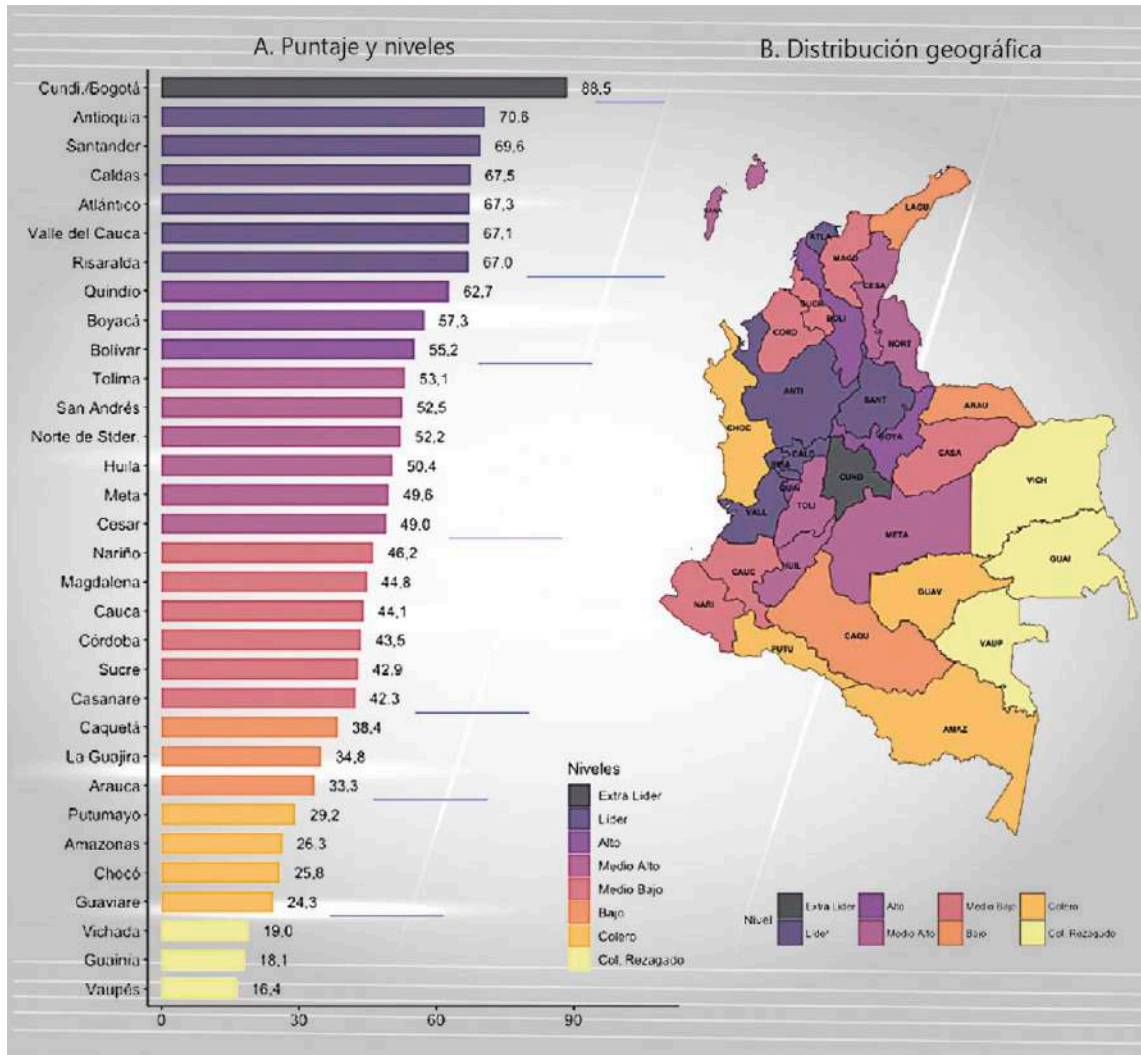 A. Puntaje y niveles
Cundi./Bogotá 88,5
Antioquia 70,6
Santander 69,6
Caldas 67,5
Atlántico 67,3
Valle del Cauca 67,1
Risaralda 67,0
Quindío 62,7
Boyacá 57,3
Bolívar 55,2
Tolima 53,1
San Andrés 52,5
Norte de Stder. 52,2
Huila 50,4
Meta 49,6
Cesar 49,0
Nariño 46,2
Magdalena 44,8
Cauca 44,1
Córdoba 43,5
Sucre 42,9
Casanare 42,3
Caquetá 38,4
La Guajira 34,8
Arauca 33,3
Putumayo 29,2
Amazonas 26,3
Chocó 25,8
Guaviare 24,3
Vichada 19,0
Guainía 18,1
Vaupés 16,4
0 30 60 90
Niveles
Extra Líder
Líder
Alto
Medio Alto
Medio Bajo
Bajo
Colero
Col. Rezagado
B. Distribución geográfica
LAGU
ATLA
MAGD
CESA
SUCR
BOLI
CORD
NORT
ANTI
SANT
ARAU
CHOC
BOYA
CASA
CALD
CUND
VICH
QUIN
TOLI
VALL
META
GUAI
CAUC
HUIL
GUAV
NARI
CAQU
VAUP
PUTU
AMAZ
Nivel
Extra Líder Alto Medio Bajo Colero
Líder Medio Alto Bajo Col. Rezagado